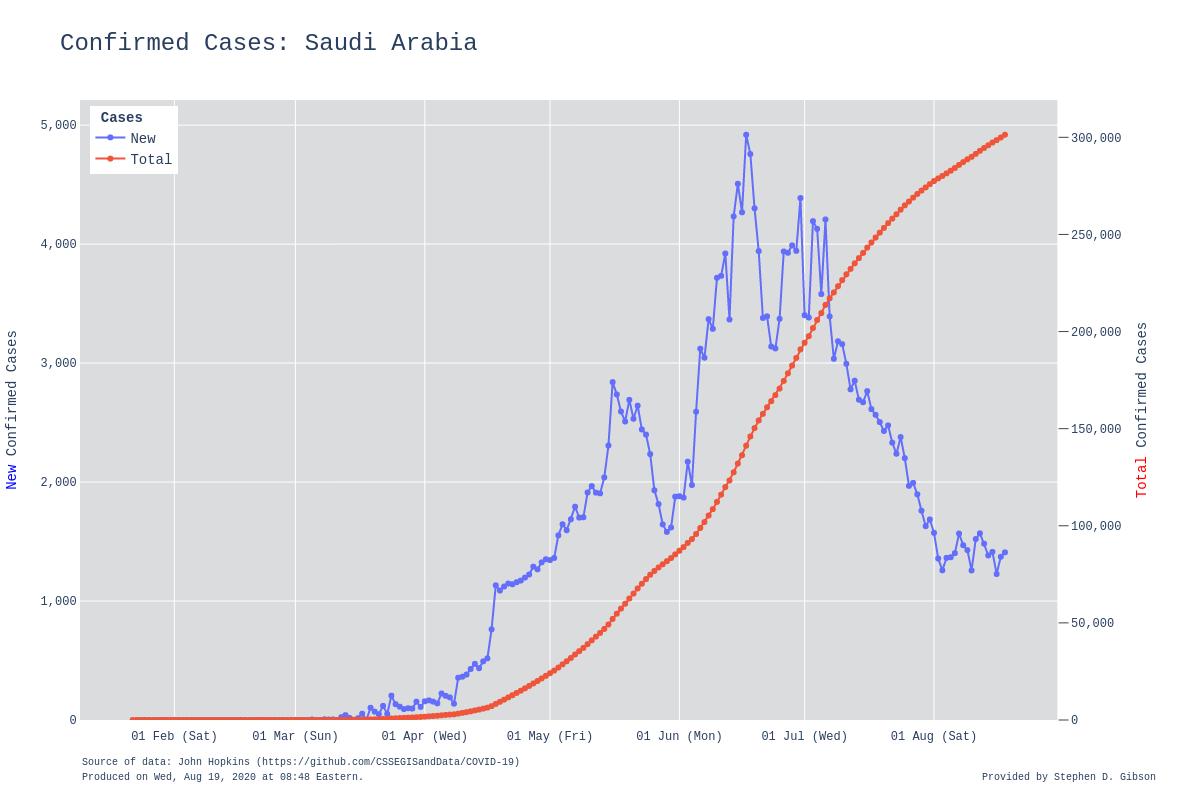 Confirmed Cases: Saudi Arabia
Cases
New
Total
5,000
4,000
3,000
2,000
1,000
0
New Confirmed Cases
300,000
250,000
200,000
150,000
100,000
50,000
0
Total Confirmed Cases
01 Feb (Sat) 01 Mar (Sun) 01 Apr (Wed) 01 May (Fri) 01 Jun (Mon) 01 Jul (Wed) 01 Aug (Sat)
Source of data: John Hopkins (https://github.com/CSSEGISandData/COVID-19)
Produced on Wed, Aug 19, 2020 at 08:48 Eastern.
Provided by Stephen D. Gibson